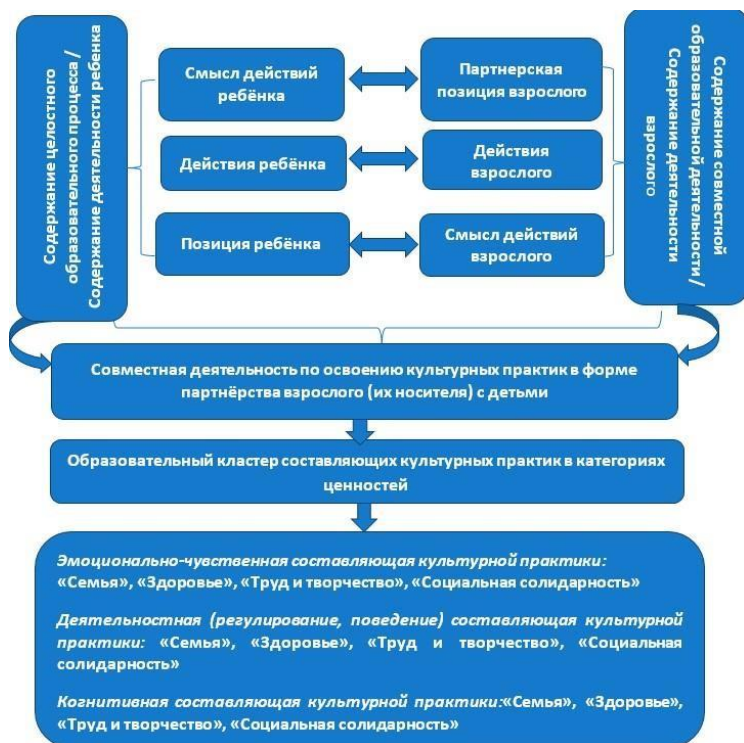 Содержание целостного
образовательного процесса /
Содержание деятельности ребенка
Смысл действий
ребёнка
Партнерская
позиция взрослого
Действия ребёнка
Действия
взрослого
Позиция ребёнка
Смысл действий
взрослого
Содержание совместной
образовательной деятельности /
Содержание деятельности
взрослого
Совместная деятельность по освоению культурных практик в форме
партнёрства взрослого (их носителя) с детьми
Образовательный кластер составляющих культурных практик в категориях
ценностей
Эмоционально-чувственная составляющая культурной практики:
«Семья», «Здоровье», «Труд и творчество», «Социальная солидарность»
Деятельностная (регулирование, поведение) составляющая культурной
практики: «Семья», «Здоровье», «Труд и творчество», «Социальная
солидарность»
Когнитивная составляющая культурной практики:«Семья», «Здоровье»,
«Труд и творчество», «Социальная солидарность»